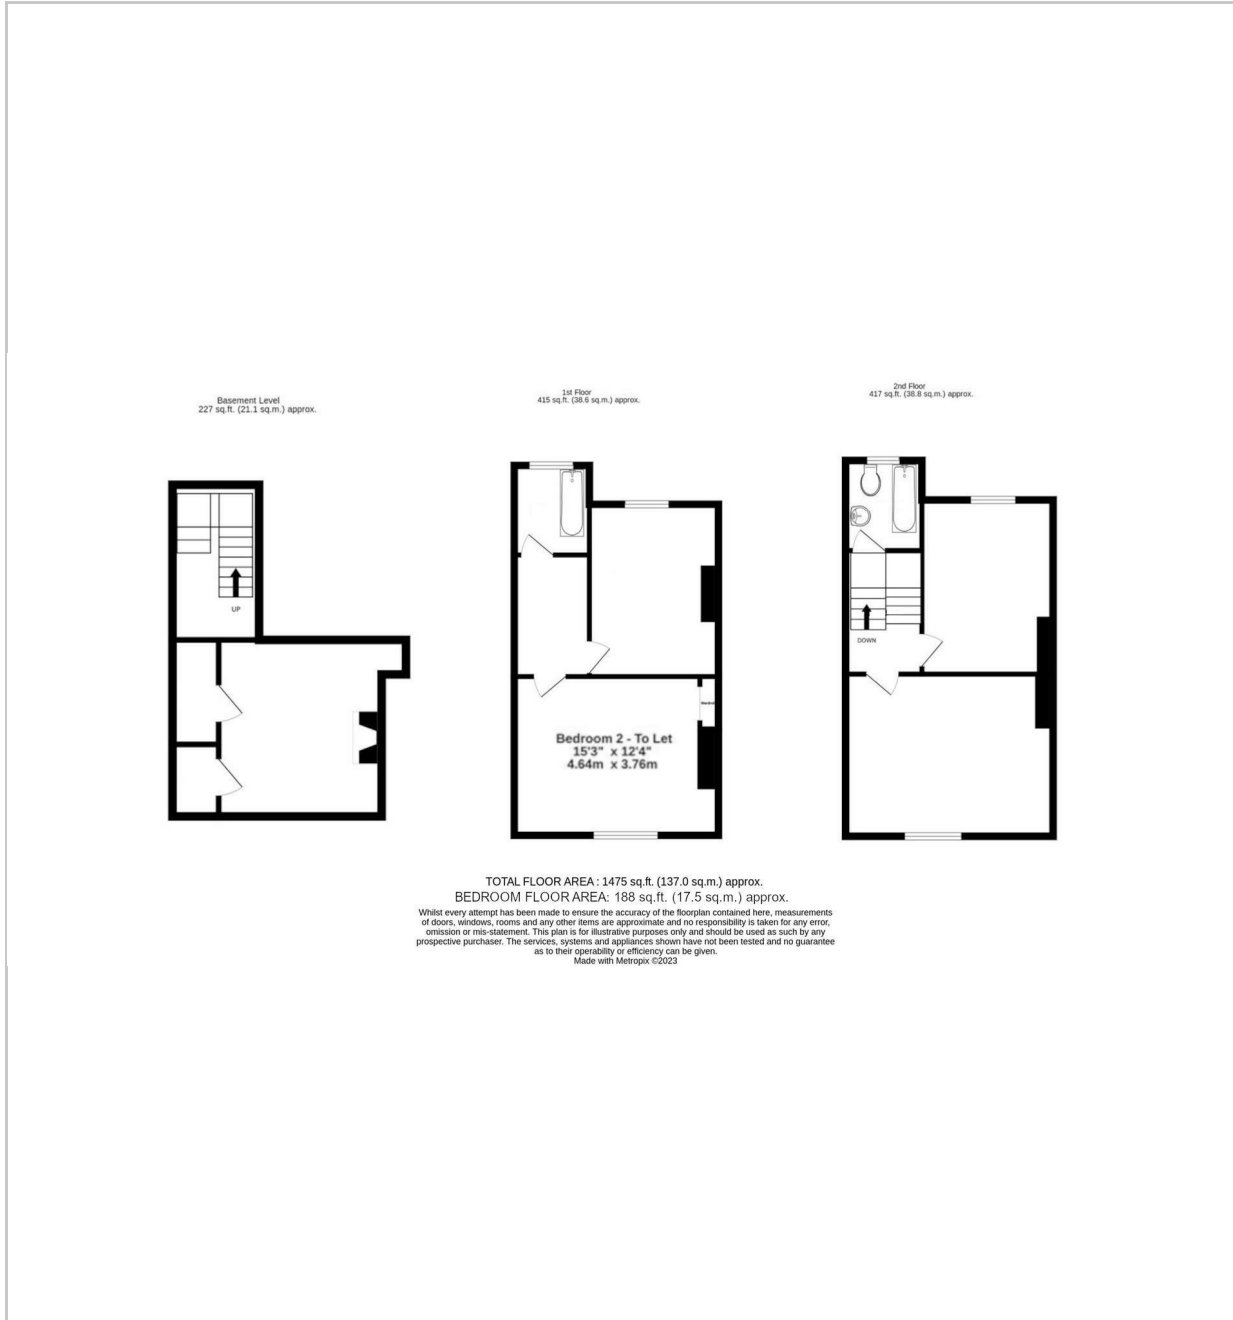 Basement Level
227 sq.ft. (21.1 sq.m.) approx.
1st Floor
415 sq.ft. (38.6 sq.m.) approx.
2nd Floor
417 sq.ft. (38.8 sq.m.) approx.
UP
DOWN
Bedroom 2 - To Let
15'3" x 12'4"
4.64m x 3.76m
TOTAL FLOOR AREA : 1475 sq.ft. (137.0 sq.m.) approx.
BEDROOM FLOOR AREA: 188 sq.ft. (17.5 sq.m.) approx.
Whilst every attempt has been made to ensure the accuracy of the floorplan contained here, measurements
of doors, windows, rooms and any other items are approximate and no responsibility is taken for any error,
omission or mis-statement. This plan is for illustrative purposes only and should be used as such by any
prospective purchaser. The services, systems and appliances shown have not been tested and no guarantee
as to their operability or efficiency can be given.
Made with Metropix ©2023